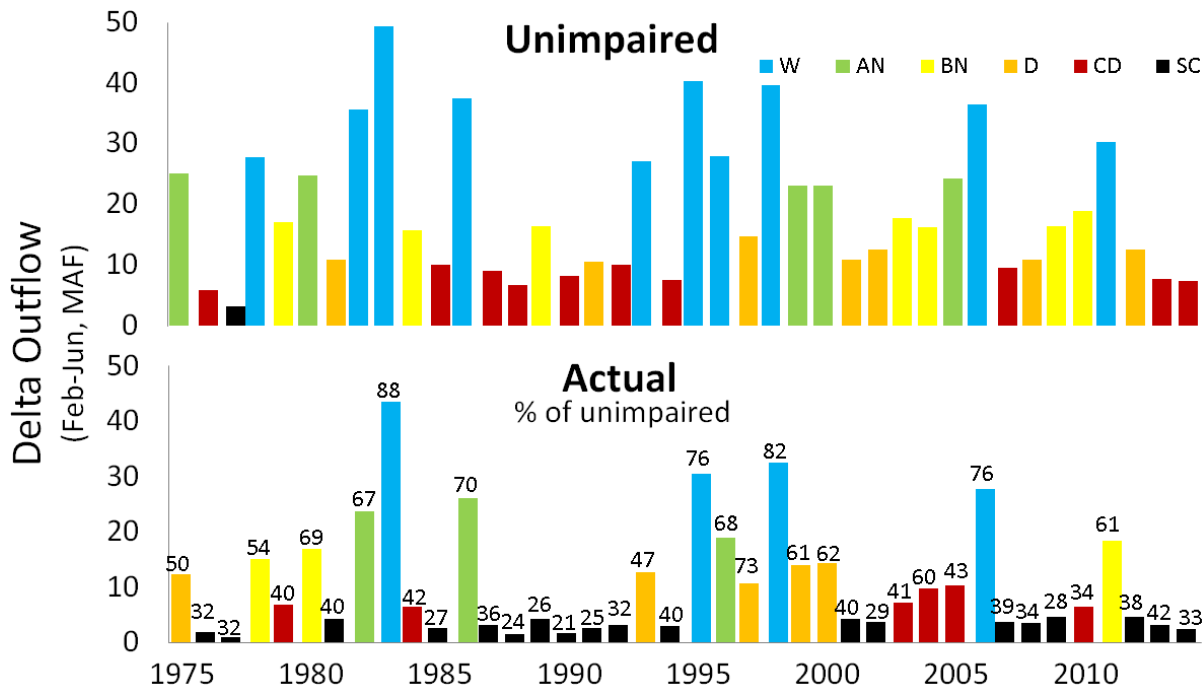 Unimpaired
W AN BN D CD SC
50
40
30
20
10
0
Delta Outflow
(Feb-Jun, MAF)
Actual
% of unimpaired
50
40
30
20
10
0
50 32 32 54 40 69 40 67 88 42 27 70 36 24 26 21 25 32 47 40 76 68 73 82 61 62 40 29 41 60 43 76 39 34 28 34 61 38 42 33
1975 1980 1985 1990 1995 2000 2005 2010